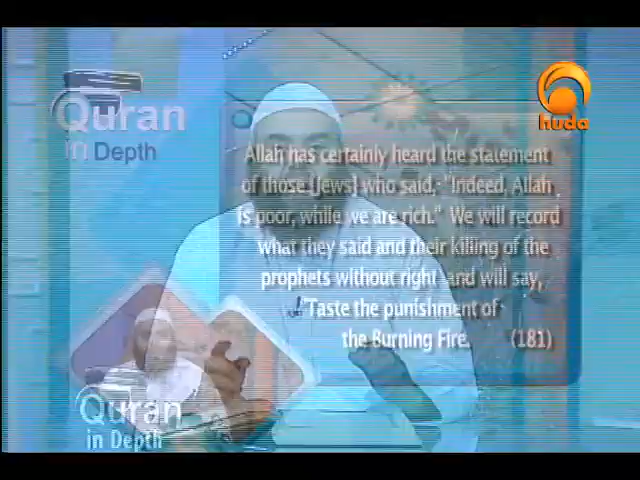 Quran
in Depth
huda
Allah has certainly heard the statement
of those [Jews] who said, "Indeed, Allah
is poor, while we are rich." We will record
what they said and their killing of the
prophets without right and will say,
"Taste the punishment of
the Burning Fire. (181)
Quran
in Depth